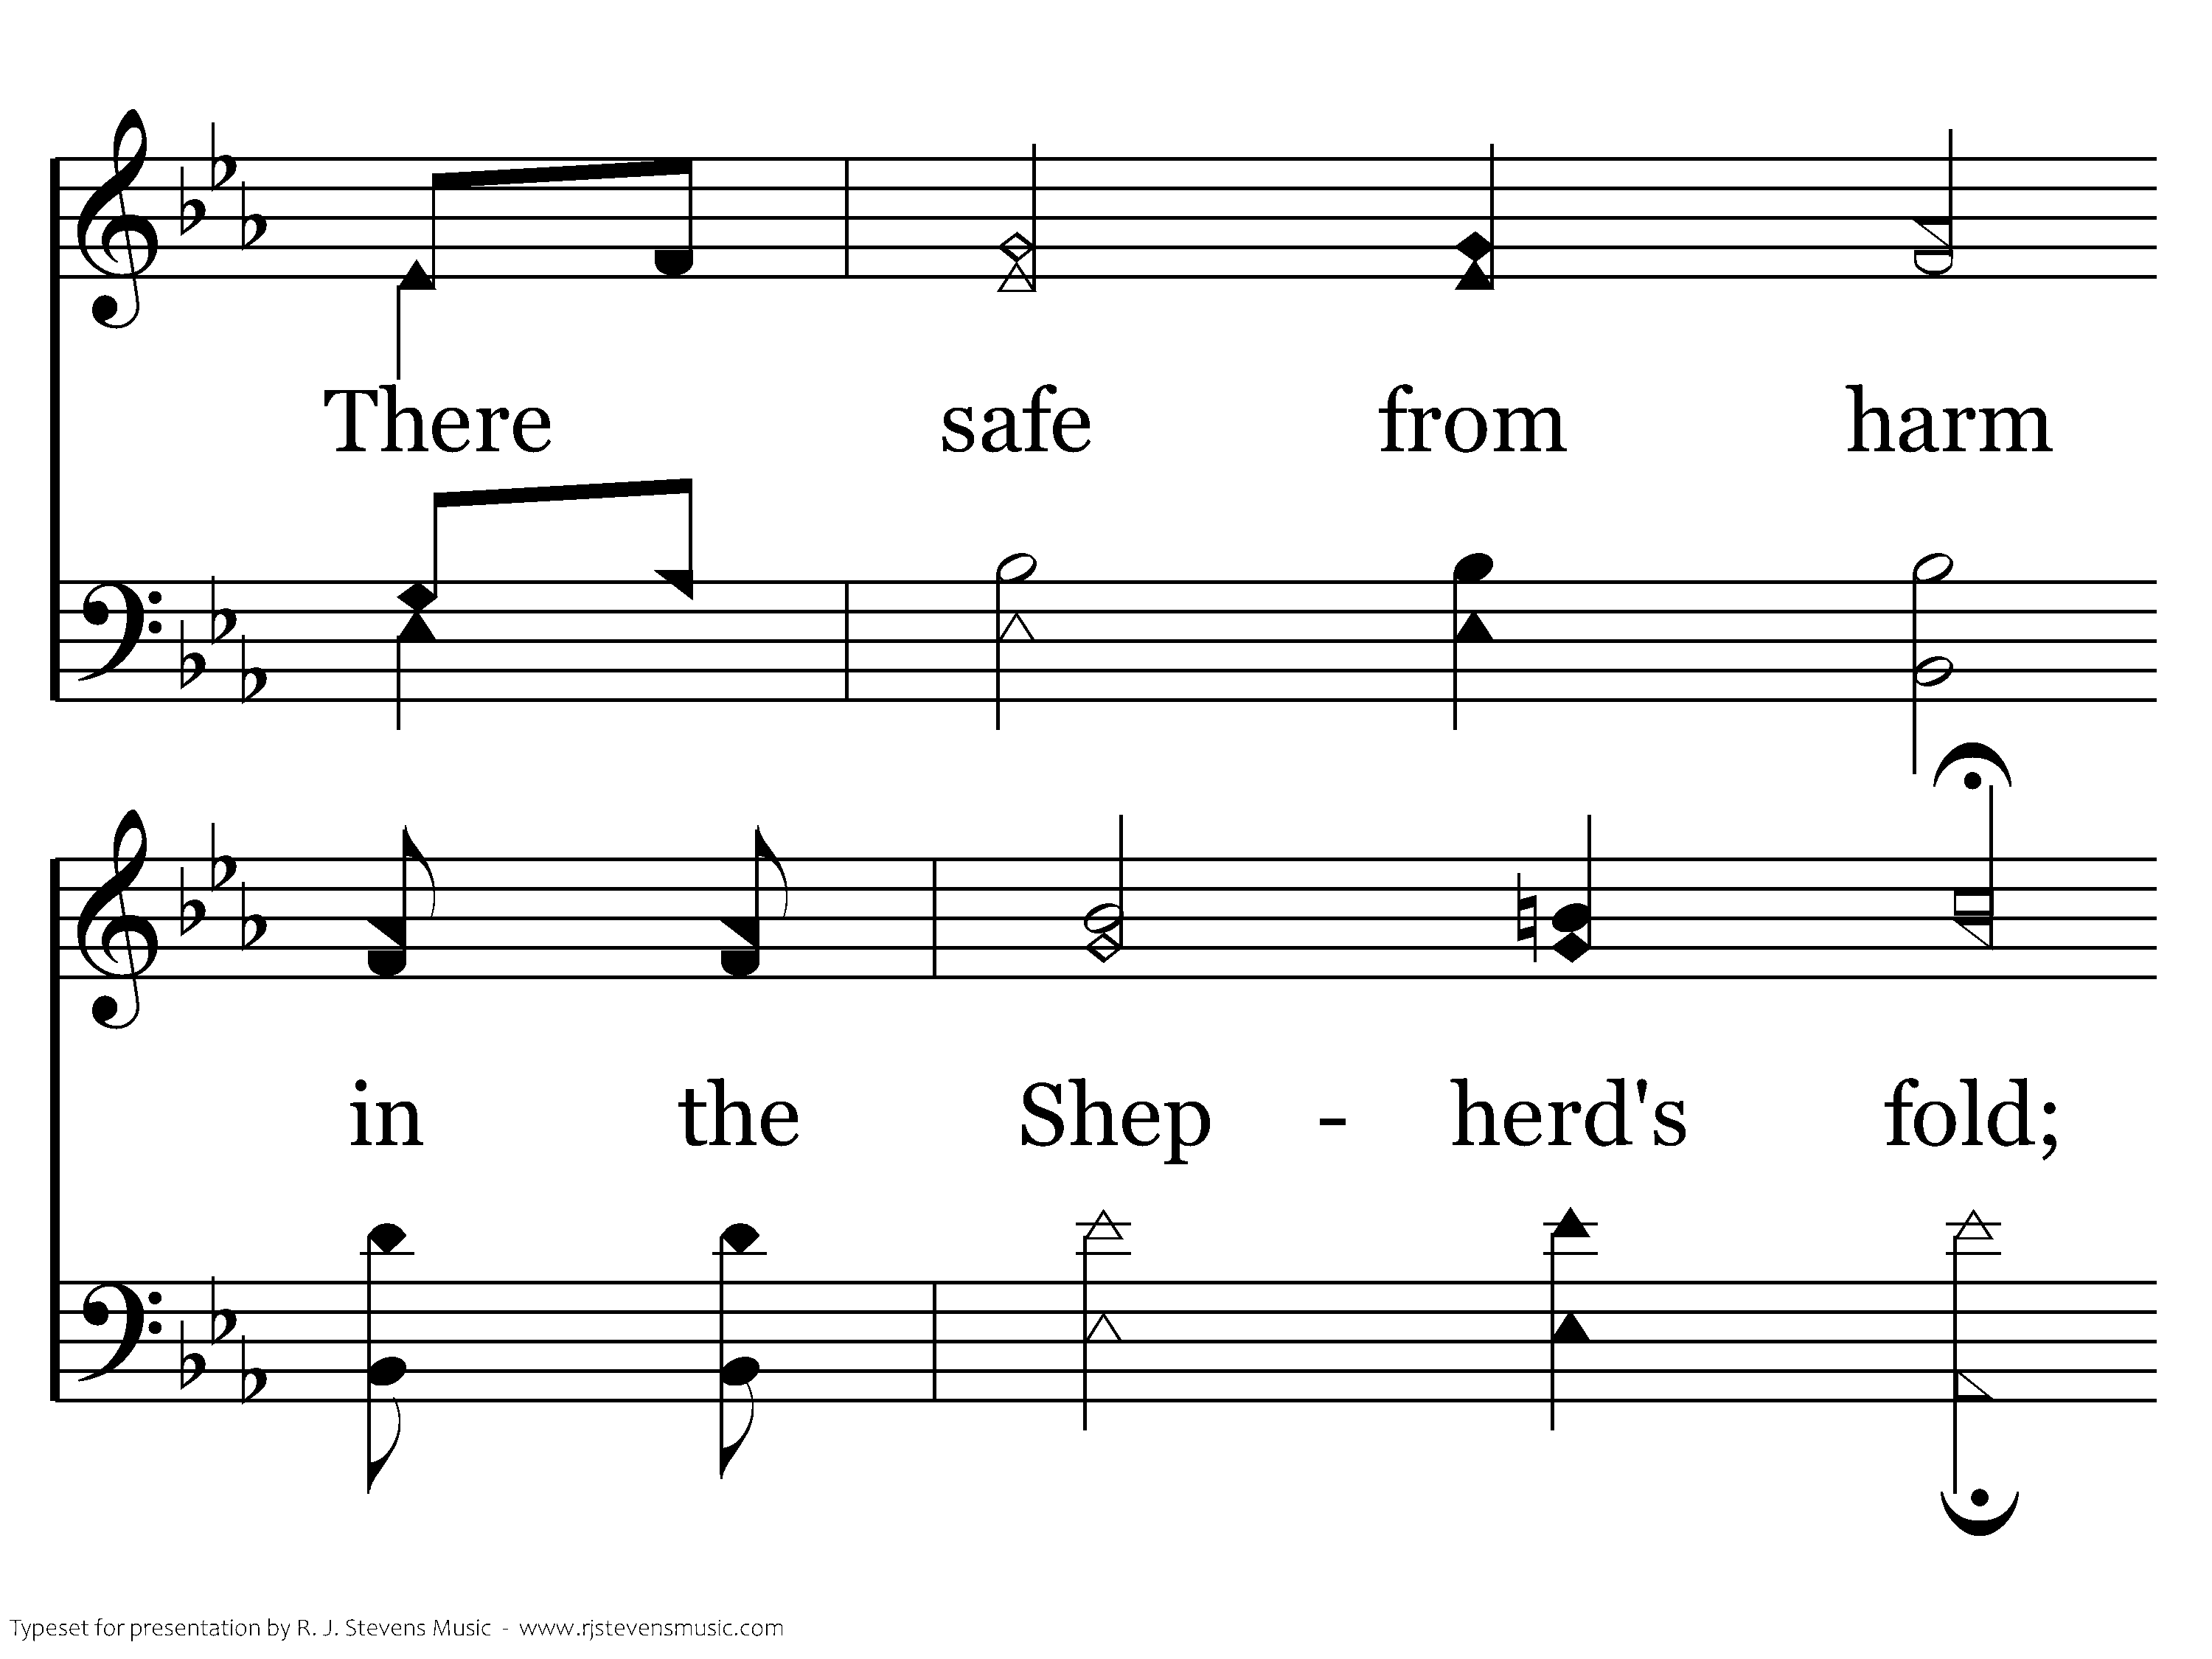 There safe from harm
in the Shep - herd's fold;
Typeset for presentation by R. J. Stevens Music - www.rjstevensmusic.com